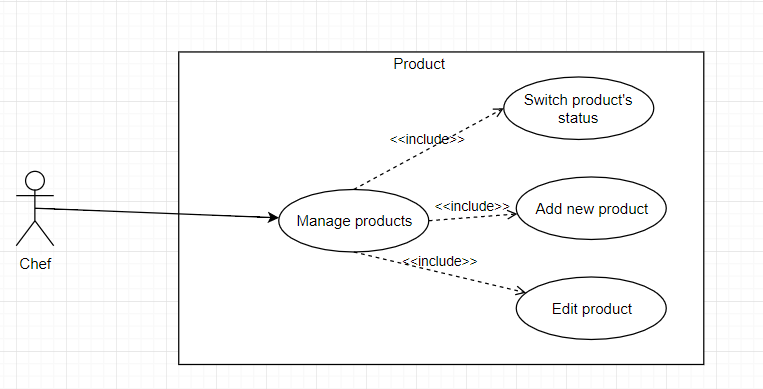 Product
Switch product's
status
<<include>>
Manage products
<<include>>
Add new product
<<include>>
Edit product
Chef